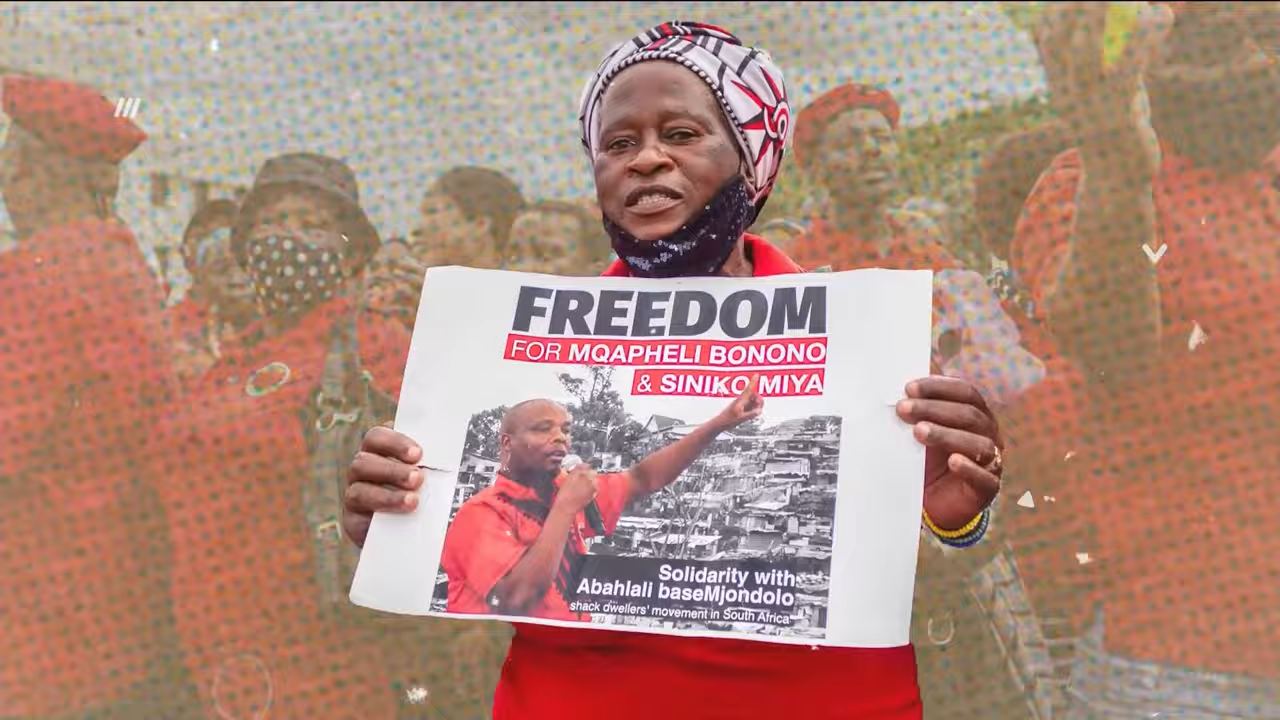 FREEDOM
FOR MQAPHELI BONONO
& SINIKO MIYA
Solidarity with
Abahlali baseMjondolo
shack dwellers' movement in South Africa